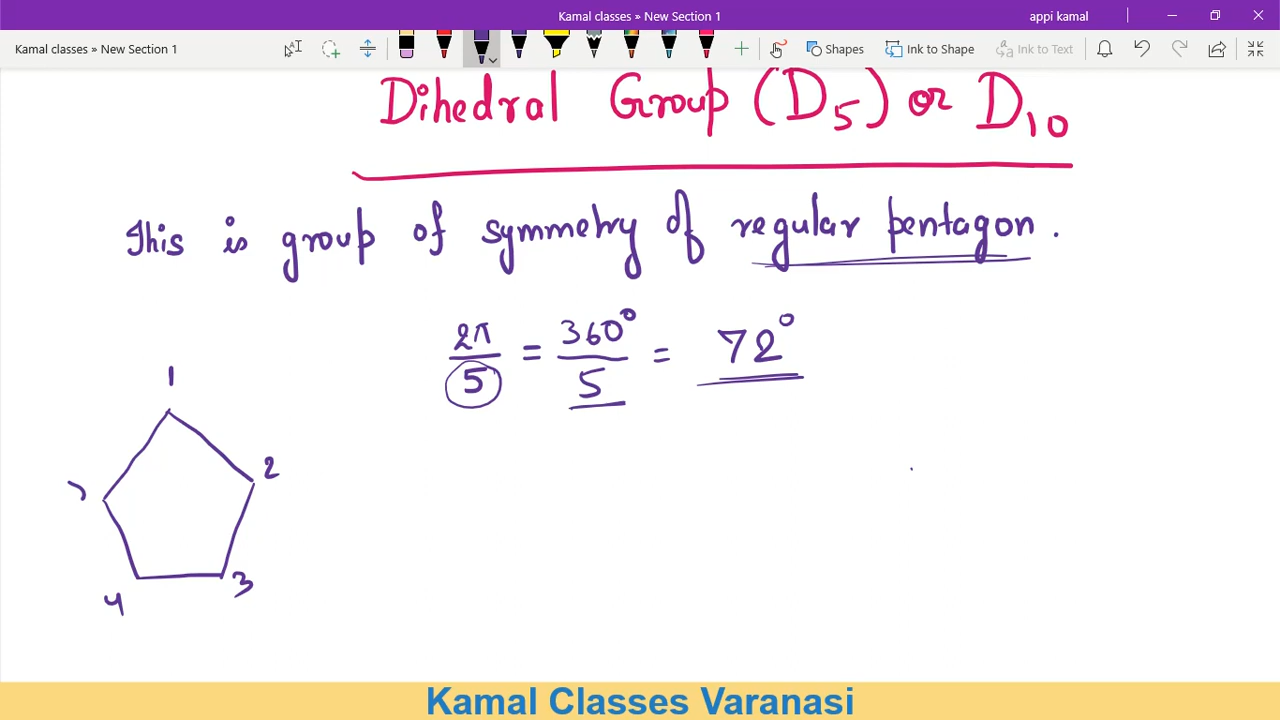 Kamal classes » New Section 1
appi kamal
Kamal classes » New Section 1
Shapes
Ink to Shape
Ink to Text
Dihedral Group (D5) or D10
This is group of symmetry of regular pentagon.
2π/5 = 360°/5 = 72°
1
2
3
4
Kamal Classes Varanasi